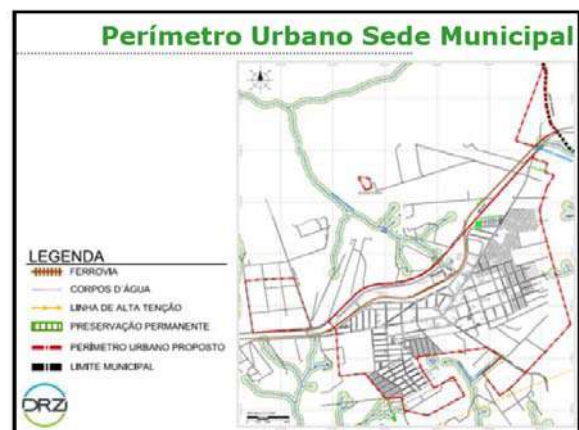 Perímetro Urbano Sede Municipal
LEGENDA
FERROVIA
CORPOS D'ÁGUA
LINHA DE ALTA TENÇÃO
PRESERVAÇÃO PERMANENTE
PERÍMETRO URBANO PROPOSTO
LIMITE MUNICIPAL
DRZ